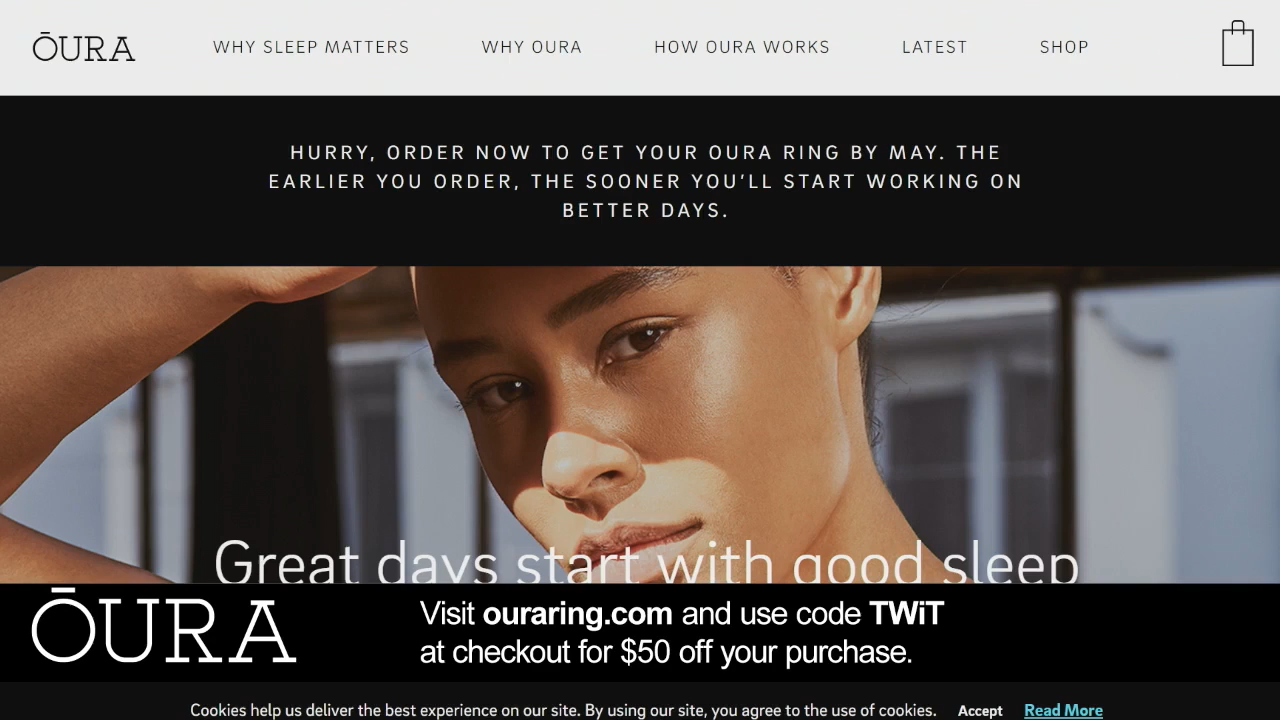 ŌURA
WHY SLEEP MATTERS
WHY OURA
HOW OURA WORKS
LATEST
SHOP
HURRY, ORDER NOW TO GET YOUR OURA RING BY MAY. THE
EARLIER YOU ORDER, THE SOONER YOU'LL START WORKING ON
BETTER DAYS.
Great days start with good sleep
ŌURA
Visit ouraring.com and use code TWiT
at checkout for $50 off your purchase.
Cookies help us deliver the best experience on our site. By using our site, you agree to the use of cookies. Accept Read More